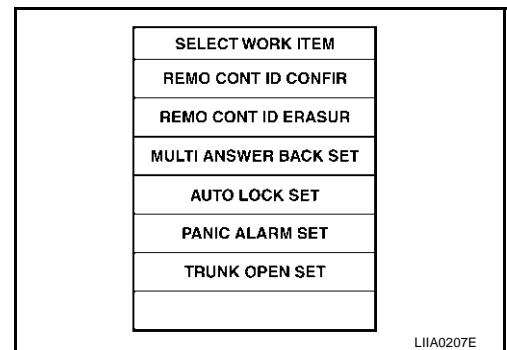 SELECT WORK ITEM
REMO CONT ID CONFIR
REMO CONT ID ERASUR
MULTI ANSWER BACK SET
AUTO LOCK SET
PANIC ALARM SET
TRUNK OPEN SET
LIIA0207E